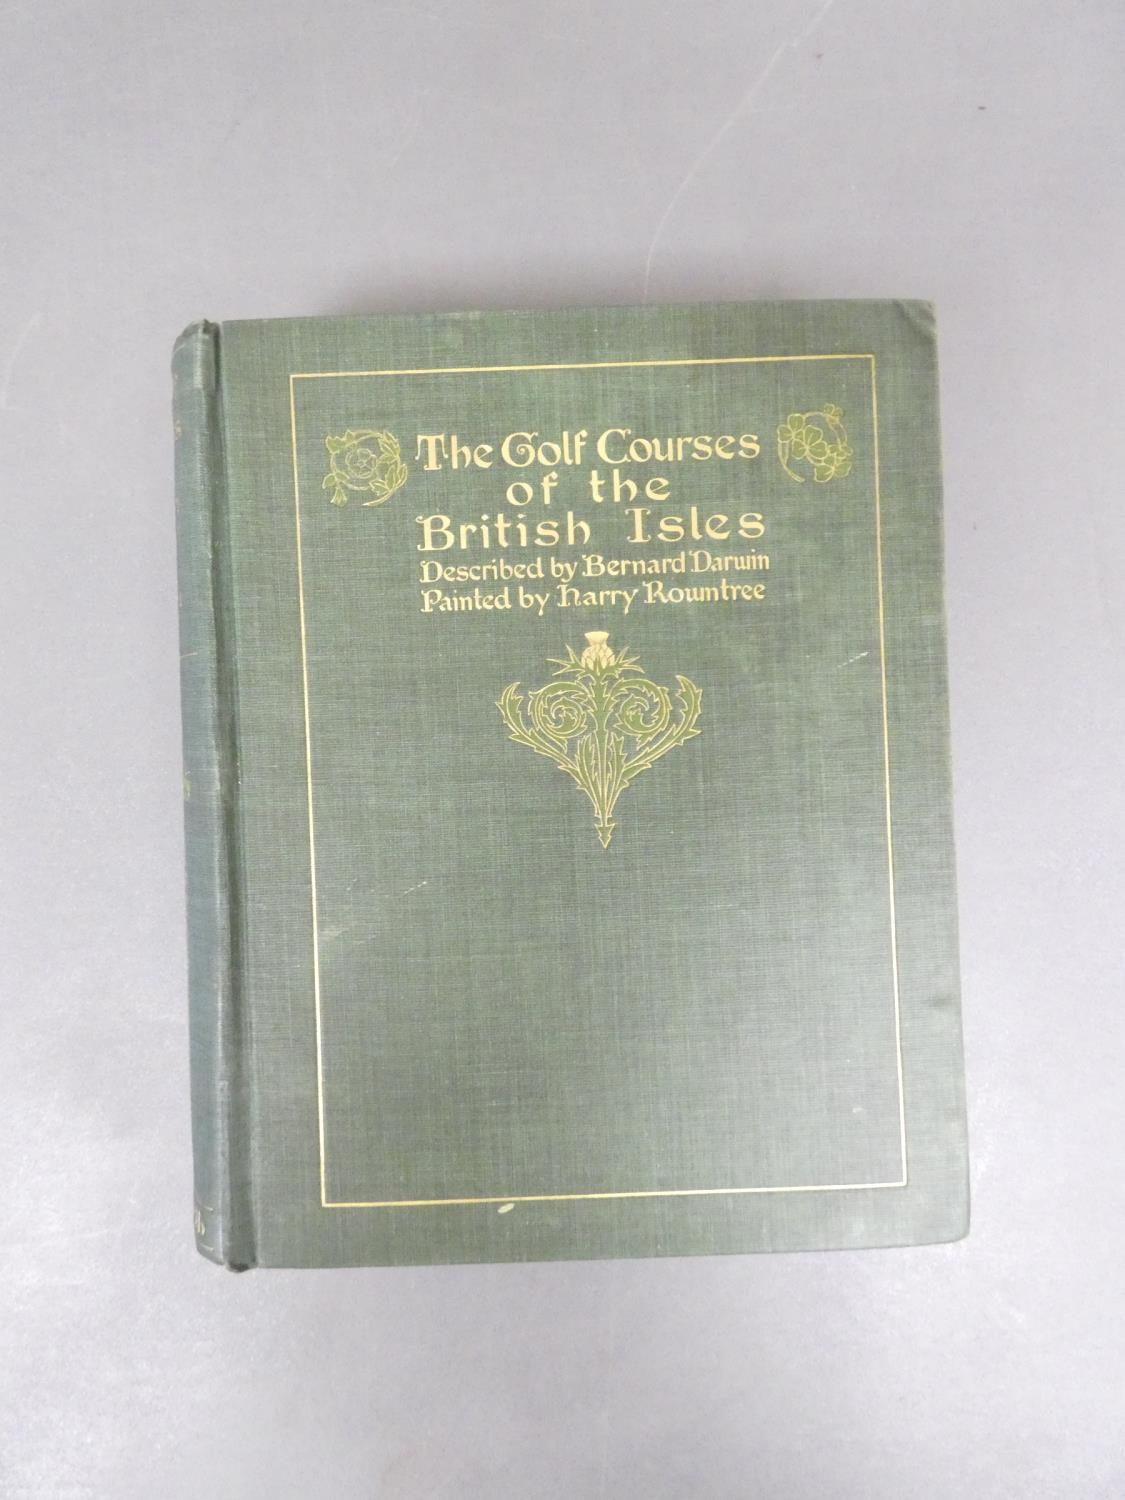 The Golf Courses
of the
British Isles
Described by Bernard Darwin
Painted by Harry Rowntree